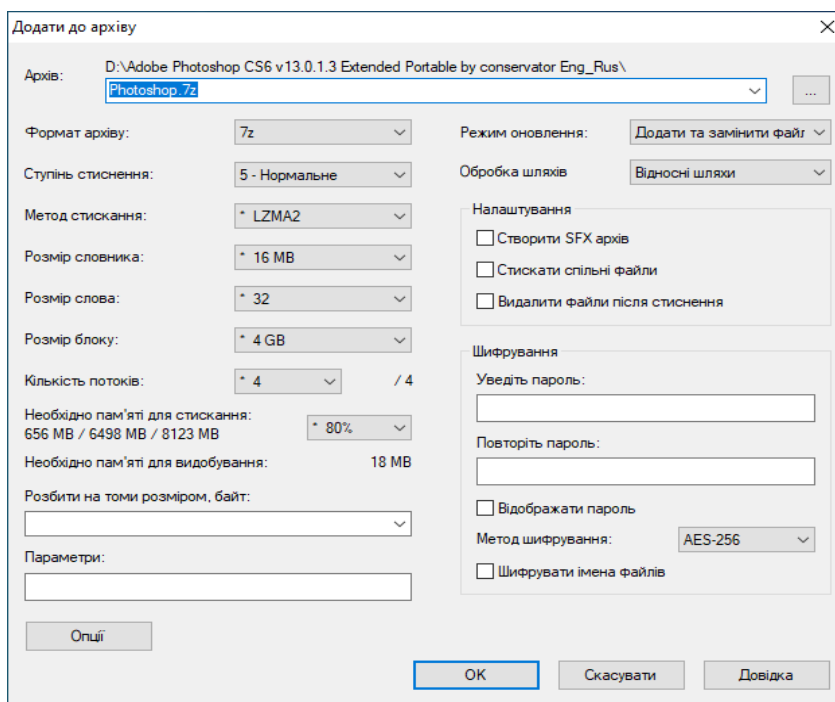 Додати до архіву
Архів:
D:\Adobe Photoshop CS6 v13.0.1.3 Extended Portable by conservator Eng_Rus\
Photoshop.7z
...
Формат архіву:
7z
Ступінь стиснення:
5 - Нормальне
Метод стискання:
* LZMA2
Розмір словника:
* 16 MB
Розмір слова:
* 32
Розмір блоку:
* 4 GB
Кількість потоків:
* 4
/ 4
Необхідно пам'яті для стискання:
656 MB / 6498 MB / 8123 MB
* 80%
Необхідно пам'яті для видобування:
18 MB
Розбити на томи розміром, байт:
Параметри:
Опції
Режим оновлення:
Додати та замінити файл
Обробка шляхів
Відносні шляхи
Налаштування
Створити SFX архів
Стискати спільні файли
Видалити файли після стиснення
Шифрування
Уведіть пароль:
Повторіть пароль:
Відображати пароль
Метод шифрування:
AES-256
Шифрувати імена файлів
OK
Скасувати
Довідка